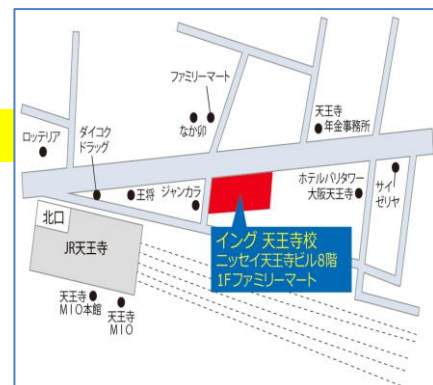 ファミリーマート
なか卯
天王寺
年金事務所
ダイコク
ドラッグ
ロッテリア
王将
ジャンカラ
ホテルバリタワー
大阪天王寺
サイ
ゼリヤ
北口
JR天王寺
イング 天王寺校
ニッセイ天王寺ビル8階
1Fファミリーマート
天王寺
MIO本館
天王寺
MIO